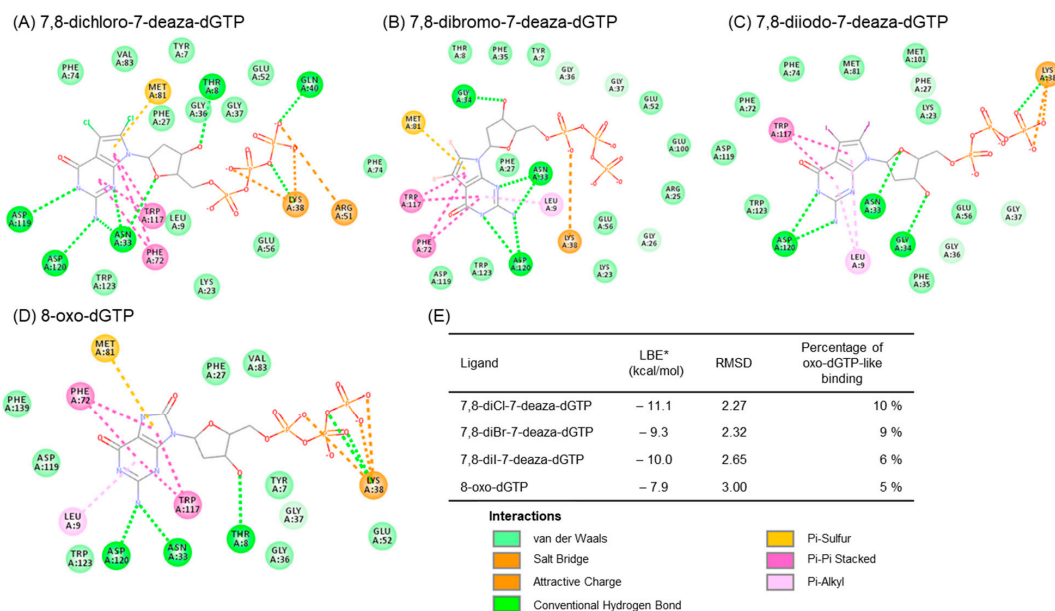 (A) 7,8-dichloro-7-deaza-dGTP
PHE
A:74
VAL
A:83
TYR
A:7
MET
A:81
THR
A:8
GLU
A:52
GLN
A:40
PHE
A:27
GLY
A:36
GLY
A:37
Cl
Cl
ASP
A:119
ASP
A:120
ASN
A:33
TRP
A:117
LEU
A:9
PHE
A:72
LYS
A:38
ARG
A:51
GLU
A:56
TRP
A:123
LYS
A:23
(B) 7,8-dibromo-7-deaza-dGTP
THR
A:8
PHE
A:35
TYR
A:7
GLY
A:36
GLY
A:37
GLY
A:34
GLU
A:52
MET
A:81
PHE
A:74
PHE
A:27
ASN
A:33
GLU
A:100
TRP
A:117
LEU
A:9
ARG
A:25
PHE
A:72
GLU
A:56
LYS
A:38
GLY
A:26
ASP
A:119
TRP
A:123
ASP
A:120
LYS
A:23
(C) 7,8-diiodo-7-deaza-dGTP
PHE
A:74
MET
A:81
MET
A:101
PHE
A:27
LYS
A:38
PHE
A:72
LYS
A:23
TRP
A:117
ASP
A:119
TRP
A:123
ASN
A:33
GLU
A:56
GLY
A:37
ASP
A:120
LEU
A:9
GLY
A:34
GLY
A:36
PHE
A:35
(D) 8-oxo-dGTP
MET
A:81
PHE
A:27
VAL
A:83
PHE
A:72
PHE
A:139
ASP
A:119
TYR
A:7
LYS
A:38
LEU
A:9
TRP
A:117
GLY
A:37
THR
A:8
GLU
A:52
TRP
A:123
ASP
A:120
ASN
A:33
GLY
A:36
(E)
Ligand LBE* (kcal/mol) RMSD Percentage of oxo-dGTP-like binding
7,8-diCl-7-deaza-dGTP – 11.1 2.27 10 %
7,8-diBr-7-deaza-dGTP – 9.3 2.32 9 %
7,8-diI-7-deaza-dGTP – 10.0 2.65 6 %
8-oxo-dGTP – 7.9 3.00 5 %
Interactions
van der Waals
Salt Bridge
Attractive Charge
Conventional Hydrogen Bond
Pi-Sulfur
Pi-Pi Stacked
Pi-Alkyl